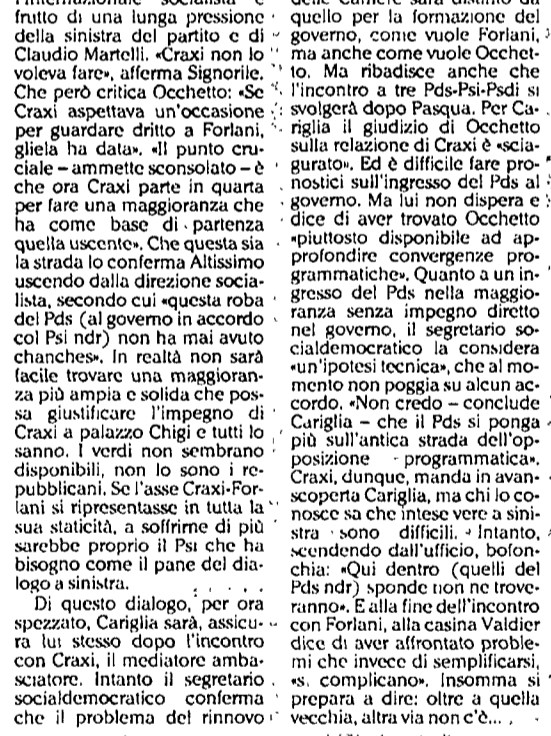 l'Internazionale socialista è
frutto di una lunga pressione
della sinistra del partito e di
Claudio Martelli. «Craxi non lo
voleva fare», afferma Signorile.
Che però critica Occhetto: «Se
Craxi aspettava un'occasione
per guardare dritto a Forlani,
gliela ha data». «Il punto cru-
ciale – ammette sconsolato – è
che ora Craxi parte in quarta
per fare una maggioranza che
ha come base di partenza
quella uscente». Che questa sia
la strada lo conferma Altissimo
uscendo dalla direzione socia-
lista, secondo cui «questa roba
del Pds (al governo in accordo
col Psi ndr) non ha mai avuto
chanches». In realtà non sarà
facile trovare una maggioran-
za più ampia e solida che pos-
sa giustificare l'impegno di
Craxi a palazzo Chigi e tutti lo
sanno. I verdi non sembrano
disponibili, non lo sono i re-
pubblicani. Se l'asse Craxi-For-
lani si ripresentasse in tutta la
sua staticità, a soffrirne di più
sarebbe proprio il Psi che ha
bisogno come il pane del dia-
logo a sinistra.
Di questo dialogo, per ora
spezzato, Cariglia sarà, assicu-
ra lui stesso dopo l'incontro
con Craxi, il mediatore amba-
sciatore. Intanto il segretario
socialdemocratico conferma
che il problema del rinnovo
delle Camere sarà distinto da
quello per la formazione del
governo, come vuole Forlani,
ma anche come vuole Occhet-
to. Ma ribadisce anche che
l'incontro a tre Pds-Psi-Psdi si
svolgerà dopo Pasqua. Per Ca-
riglia il giudizio di Occhetto
sulla relazione di Craxi è «scia-
gurato». Ed è difficile fare pro-
nostici sull'ingresso del Pds al
governo. Ma lui non dispera e
dice di aver trovato Occhetto
«piuttosto disponibile ad ap-
profondire convergenze pro-
grammatiche». Quanto a un in-
gresso del Pds nella maggio-
ranza senza impegno diretto
nel governo, il segretario so-
cialdemocratico la considera
«un'ipotesi tecnica», che al mo-
mento non poggia su alcun ac-
cordo. «Non credo – conclude
Cariglia – che il Pds si ponga
più sull'antica strada dell'op-
posizione programmatica».
Craxi, dunque, manda in avan-
scoperta Cariglia, ma chi lo co-
nosce sa che intese vere a sini-
stra sono difficili. Intanto,
scendendo dall'ufficio, bofon-
chia: «Qui dentro (quelli del
Pds ndr) sponde non ne trove-
ranno». E alla fine dell'incontro
con Forlani, alla casina Valdier
dice di aver affrontato proble-
mi che invece di semplificarsi,
«si complicano». Insomma si
prepara a dire: oltre a quella
vecchia, altra via non c'è...